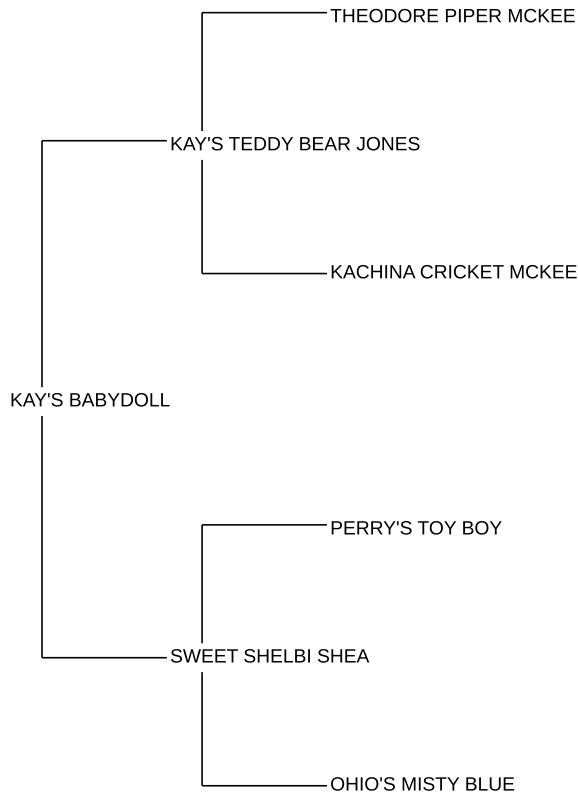 THEODORE PIPER MCKEE
KAY'S TEDDY BEAR JONES
KACHINA CRICKET MCKEE
KAY'S BABYDOLL
PERRY'S TOY BOY
SWEET SHELBI SHEA
OHIO'S MISTY BLUE